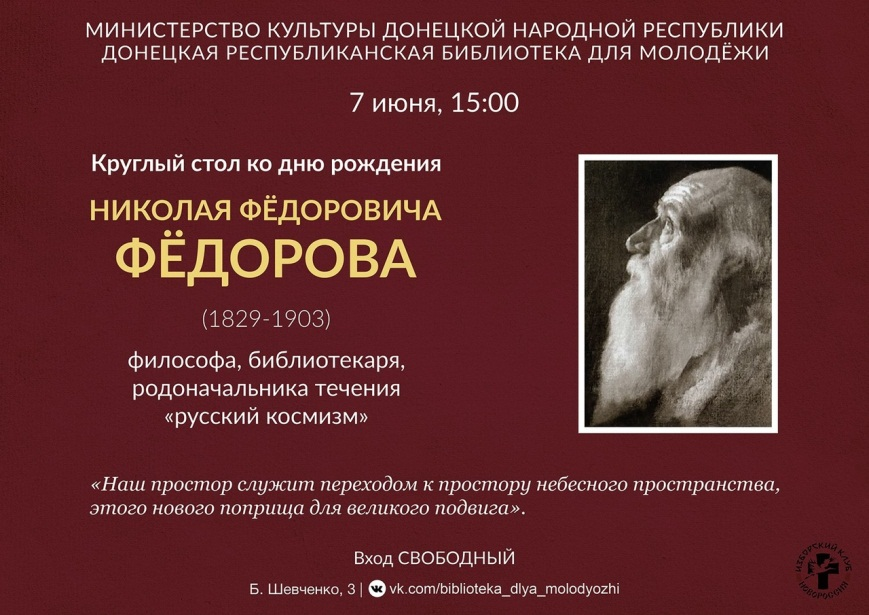 МИНИСТЕРСТВО КУЛЬТУРЫ ДОНЕЦКОЙ НАРОДНОЙ РЕСПУБЛИКИ
ДОНЕЦКАЯ РЕСПУБЛИКАНСКАЯ БИБЛИОТЕКА ДЛЯ МОЛОДЁЖИ
7 июня, 15:00
Круглый стол ко дню рождения
НИКОЛАЯ ФЁДОРОВИЧА
ФЁДОРОВА
(1829-1903)
философа, библиотекаря,
родоначальника течения
«русский космизм»
«Наш простор служит переходом к простору небесного пространства,
этого нового поприща для великого подвига».
Вход СВОБОДНЫЙ
Б. Шевченко, 3 | vk.com/biblioteka_dlya_molodyozhi
ИЗБОРСКИЙ КЛУБ
НОВОРОССИЯ